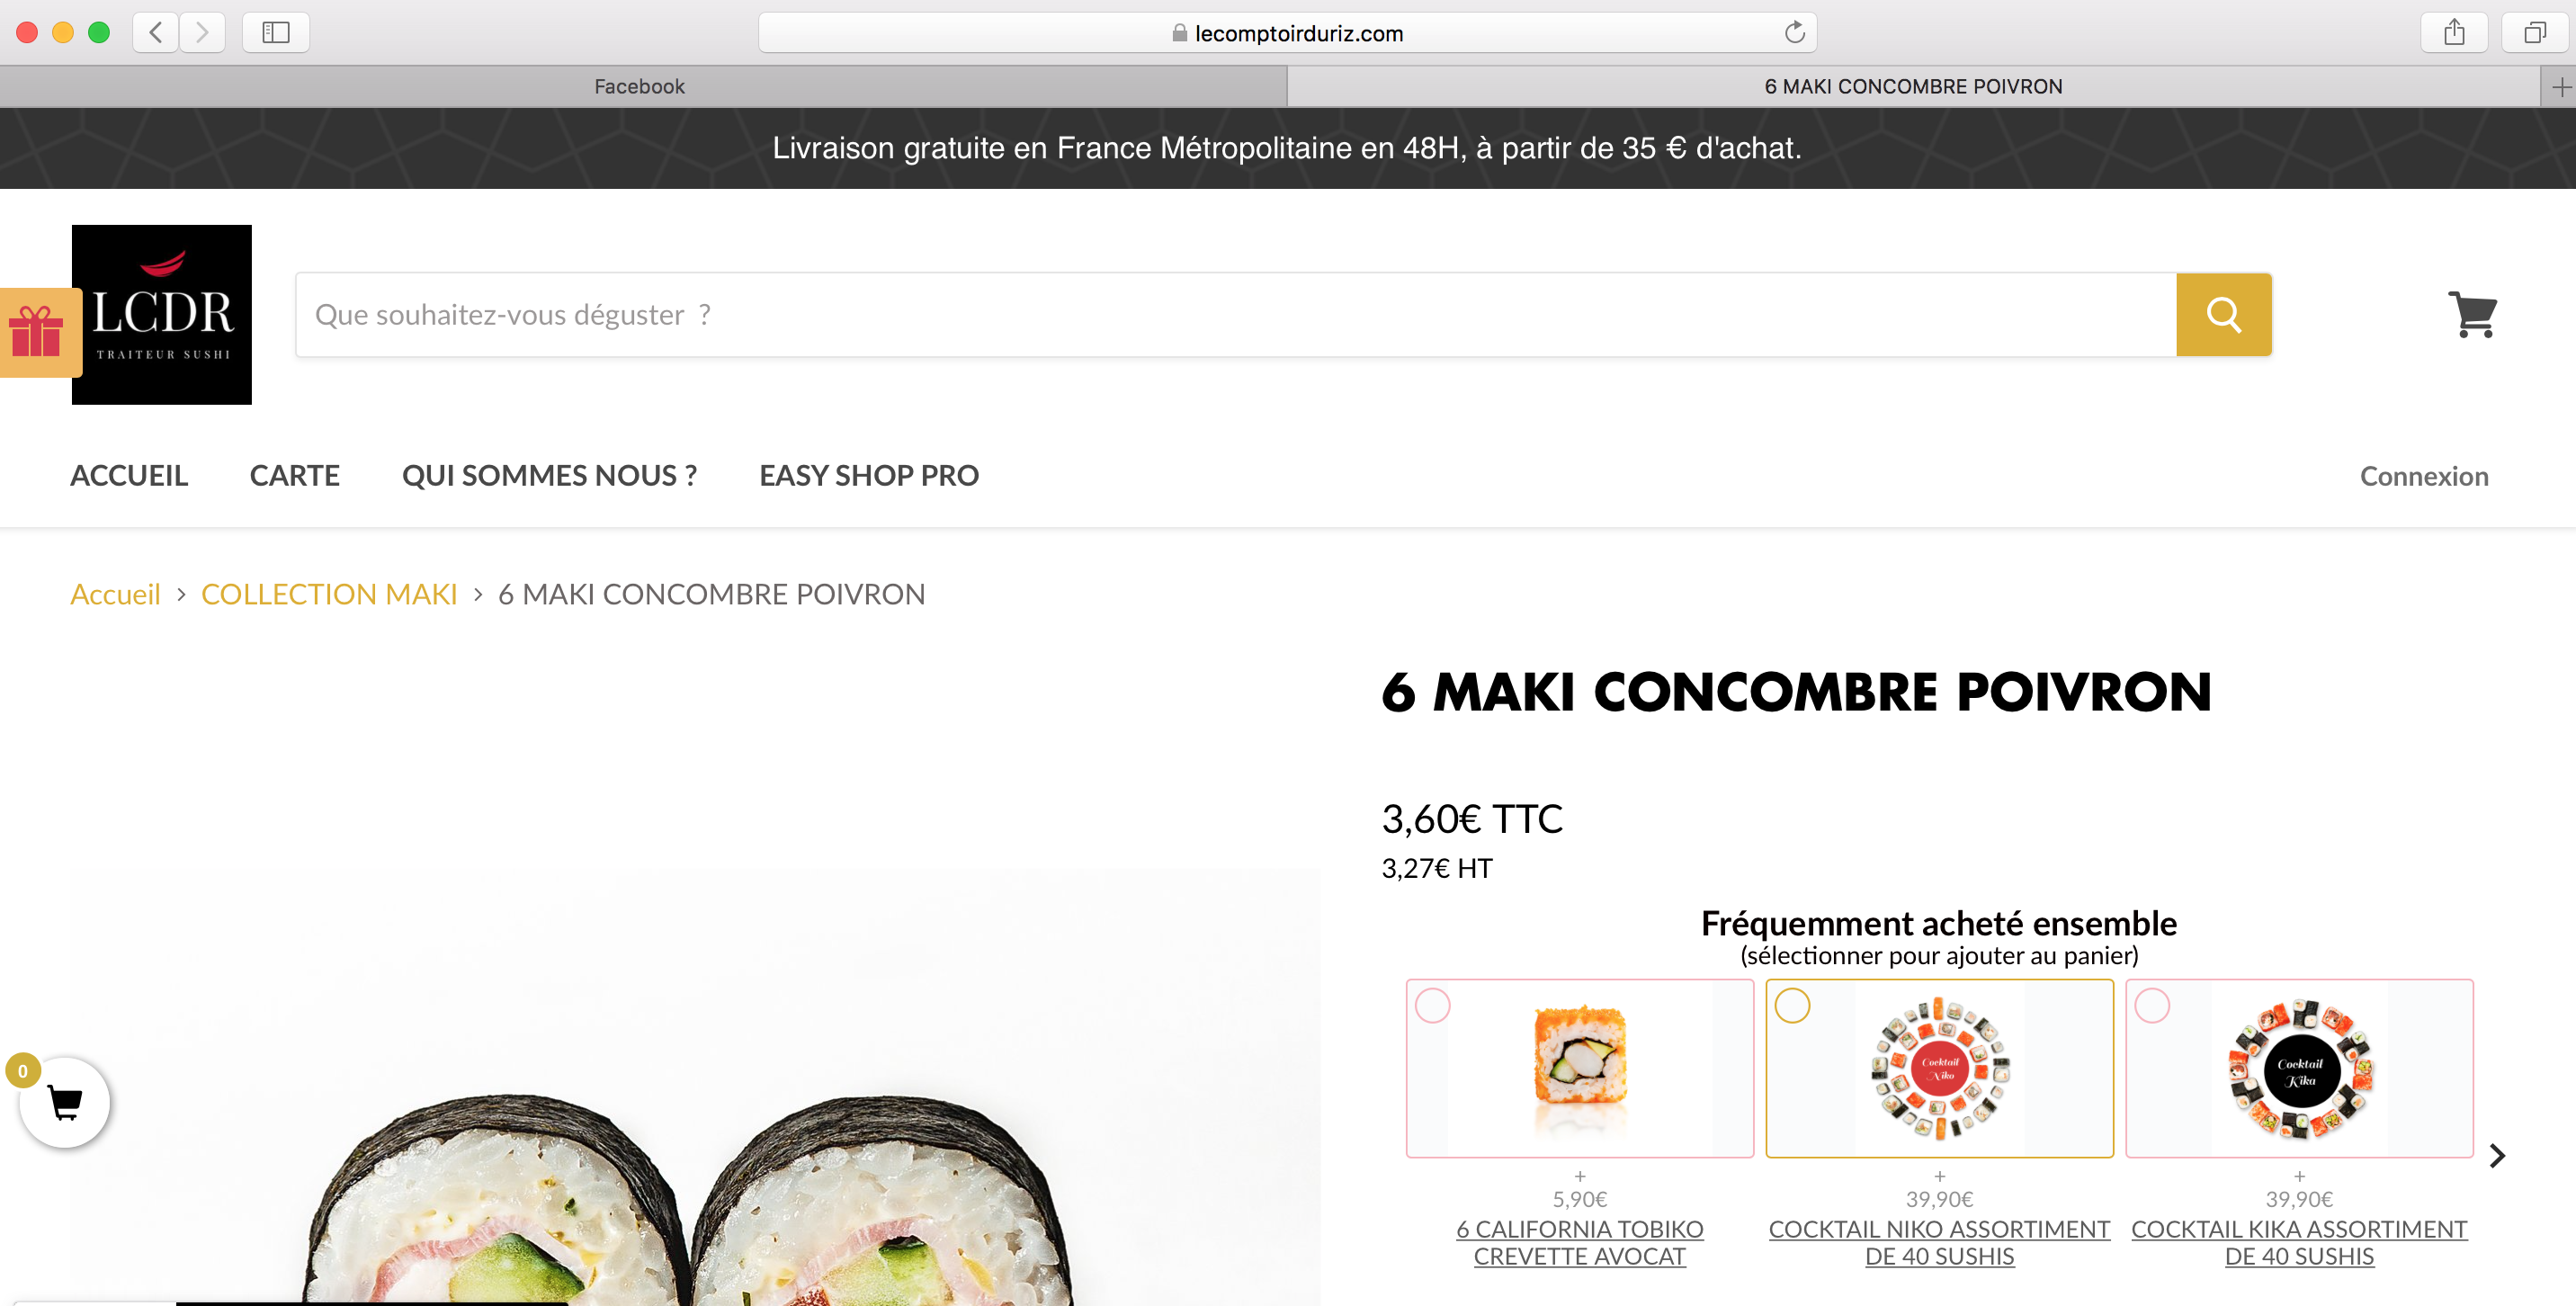 lecomptoirduriz.com
Facebook
6 MAKI CONCOMBRE POIVRON
Livraison gratuite en France Métropolitaine en 48H, à partir de 35 € d'achat.
LCDR
TRAITEUR SUSHI
Que souhaitez-vous déguster ?
ACCUEIL
CARTE
QUI SOMMES NOUS ?
EASY SHOP PRO
Connexion
Accueil > COLLECTION MAKI > 6 MAKI CONCOMBRE POIVRON
6 MAKI CONCOMBRE POIVRON
3,60€ TTC
3,27€ HT
Fréquemment acheté ensemble
(sélectionner pour ajouter au panier)
Cocktail
Niko
Cocktail
Kika
0
+
5,90€
6 CALIFORNIA TOBIKO
CREVETTE AVOCAT
+
39,90€
COCKTAIL NIKO ASSORTIMENT
DE 40 SUSHIS
+
39,90€
COCKTAIL KIKA ASSORTIMENT
DE 40 SUSHIS